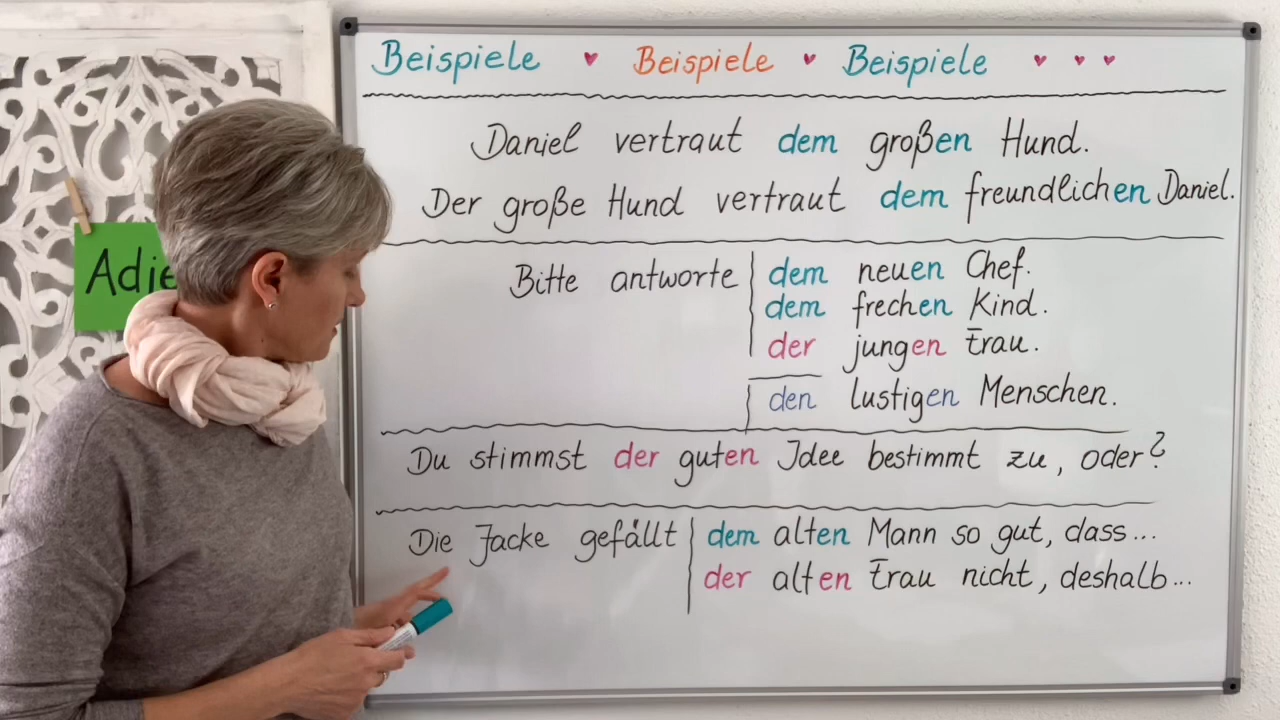 Beispiele ♥ Beispiele ♥ Beispiele ♥ ♥ ♥
Daniel vertraut dem großen Hund.
Der große Hund vertraut dem freundlichen Daniel.
Bitte antworte dem neuen Chef.
dem frechen Kind.
der jungen Frau.
den lustigen Menschen.
Du stimmst der guten Idee bestimmt zu, oder?
Die Jacke gefällt dem alten Mann so gut, dass...
der alten Frau nicht, deshalb...